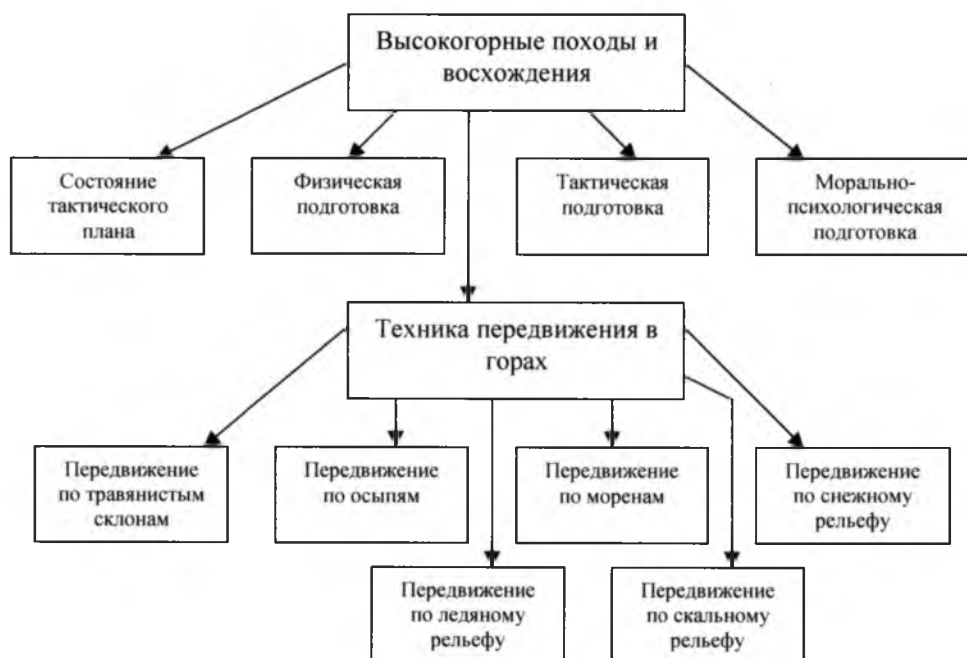 Высокогорные походы и
восхождения
Состояние
тактического
плана
Физическая
подготовка
Тактическая
подготовка
Морально-
психологическая
подготовка
Техника передвижения в
горах
Передвижение
по травянистым
склонам
Передвижение
по осыпям
Передвижение
по моренам
Передвижение
по снежному
рельефу
Передвижение
по ледяному
рельефу
Передвижение
по скальному
рельефу